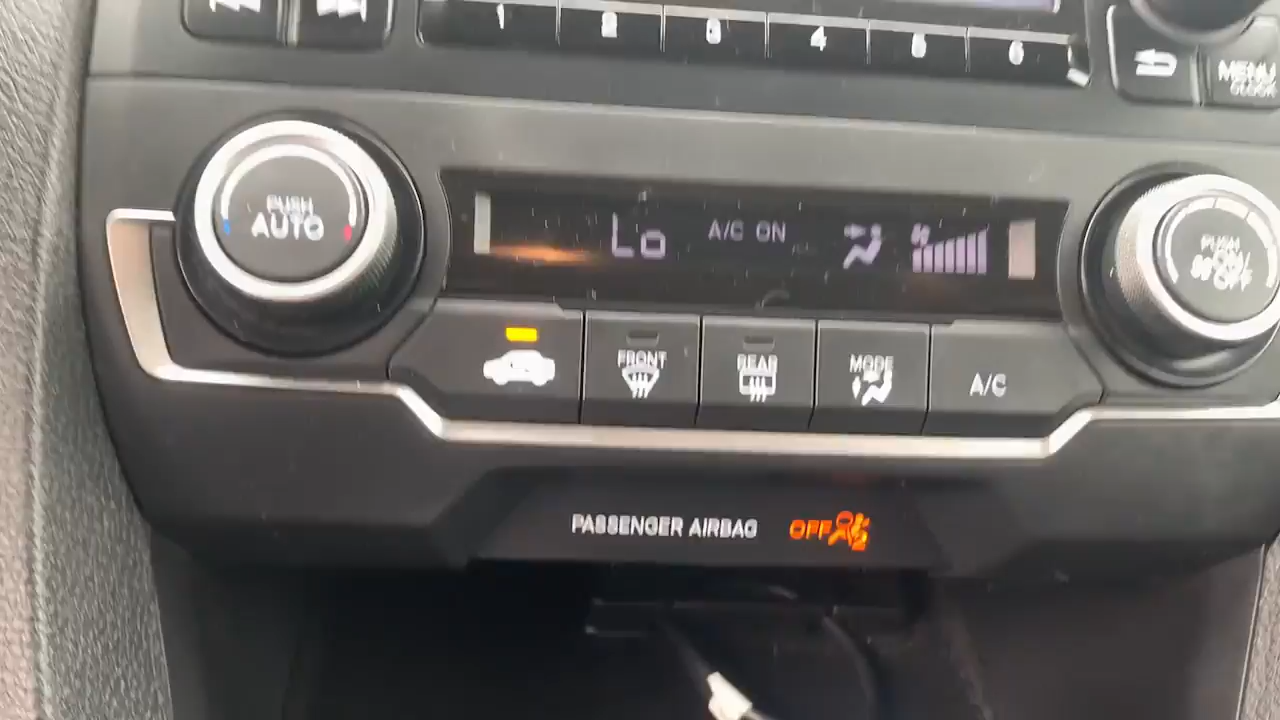 1 2 3 4 5 6
MENU
CLOCK
PUSH
AUTO
Lo
A/C ON
PUSH
ON/
OFF
FRONT
REAR
MODE
A/C
PASSENGER AIRBAG OFF